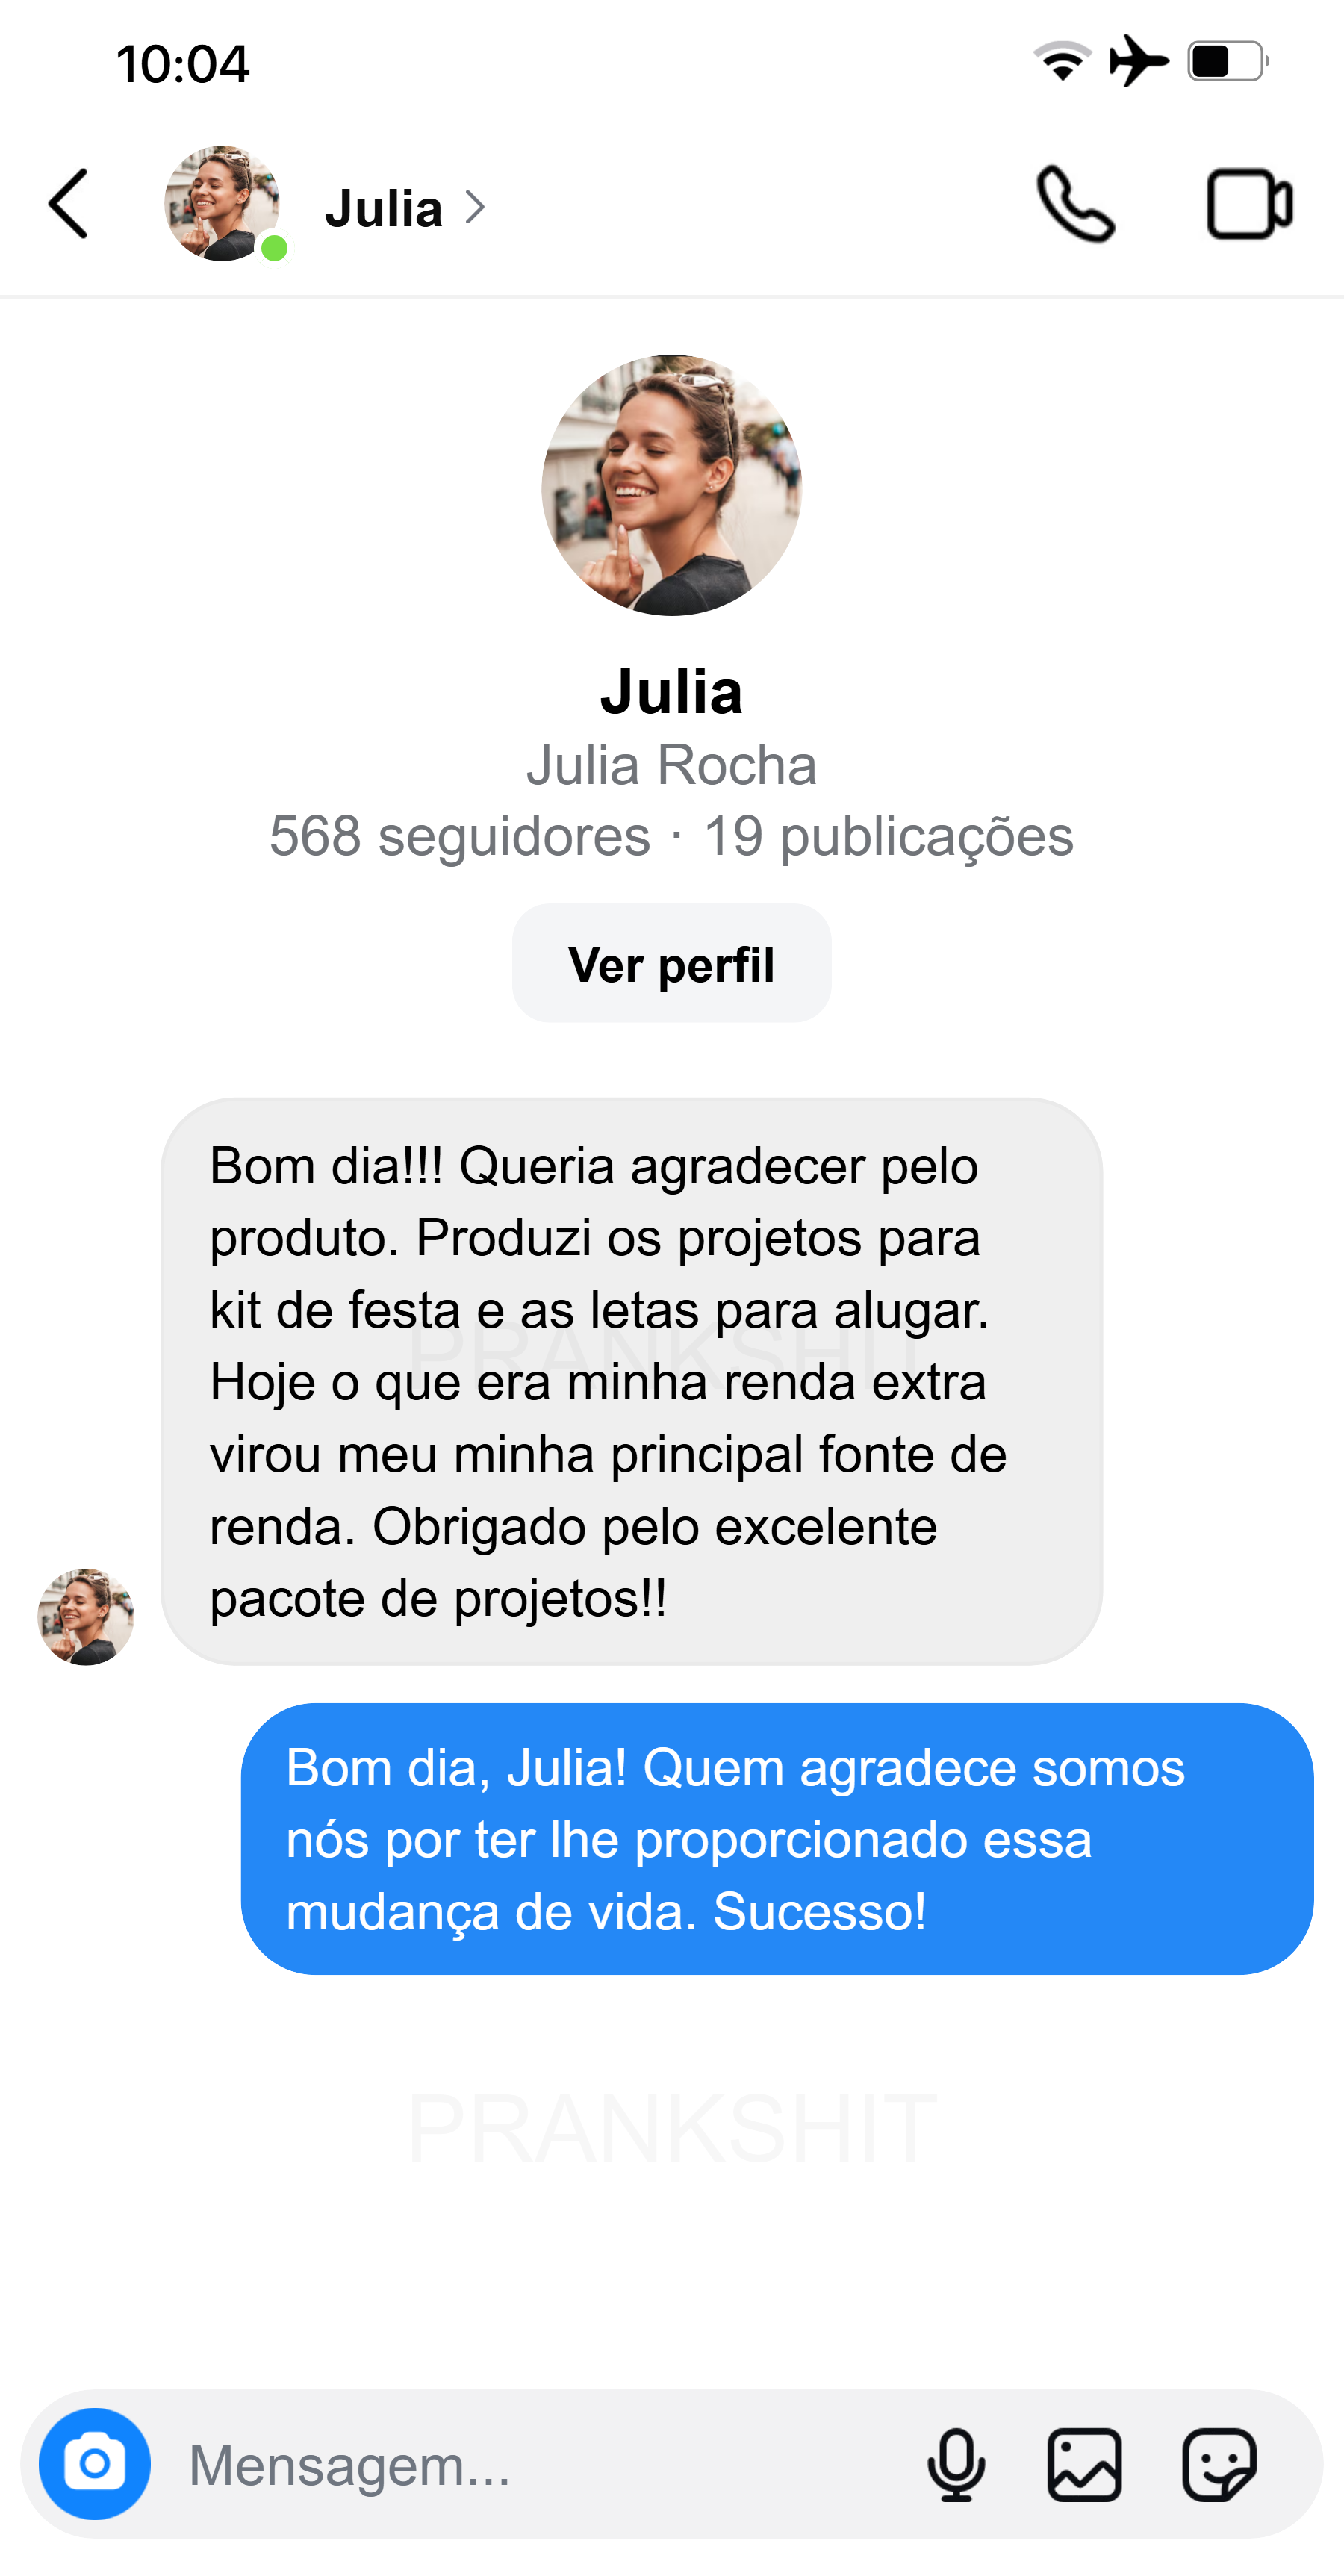 10:04
Julia
Julia
Julia Rocha
568 seguidores · 19 publicações
Ver perfil
Bom dia!!! Queria agradecer pelo
produto. Produzi os projetos para
kit de festa e as letas para alugar.
PRANKSHIT
Hoje o que era minha renda extra
virou meu minha principal fonte de
renda. Obrigado pelo excelente
pacote de projetos!!
Bom dia, Julia! Quem agradece somos
nós por ter lhe proporcionado essa
mudança de vida. Sucesso!
PRANKSHIT
Mensagem...